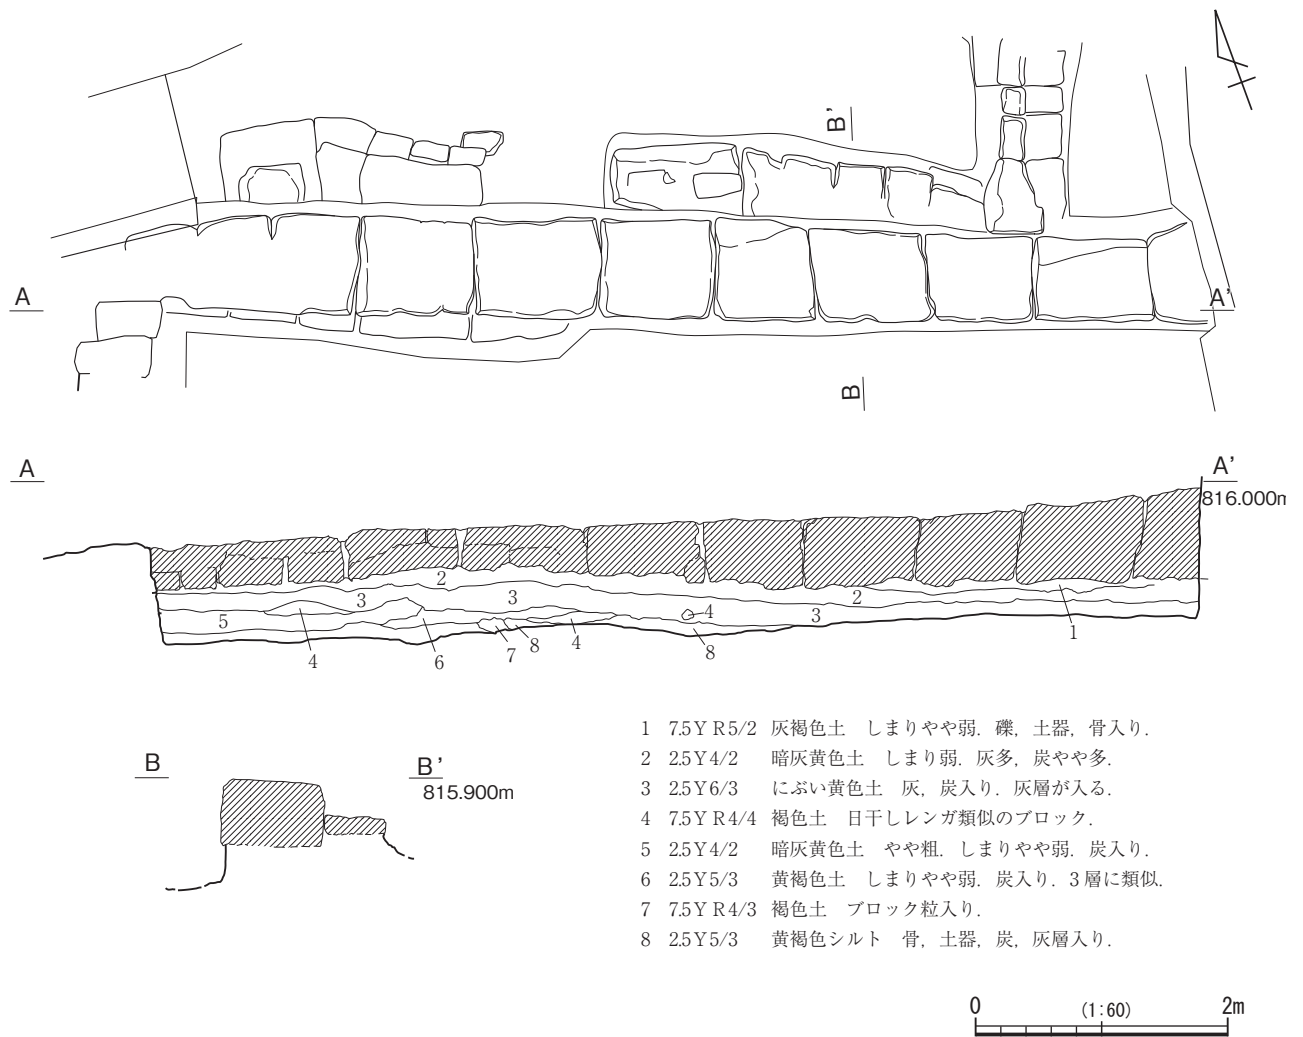 B'
A
A'
B
A
A'
816.000m
2
3
3
4
2
3
5
4
6
7
8
4
8
1
B
B'
815.900m
1 7.5YR5/2 灰褐色土 しまりやや弱. 礫, 土器, 骨入り.
2 2.5Y4/2 暗灰黄色土 しまり弱. 灰多, 炭やや多.
3 2.5Y6/3 にぶい黄色土 灰, 炭入り. 灰層が入る.
4 7.5YR4/4 褐色土 日干しレンガ類似のブロック.
5 2.5Y4/2 暗灰黄色土 やや粗. しまりやや弱. 炭入り.
6 2.5Y5/3 黄褐色土 しまりやや弱. 炭入り. 3層に類似.
7 7.5YR4/3 褐色土 ブロック粒入り.
8 2.5Y5/3 黄褐色シルト 骨, 土器, 炭, 灰層入り.
0 (1:60) 2m